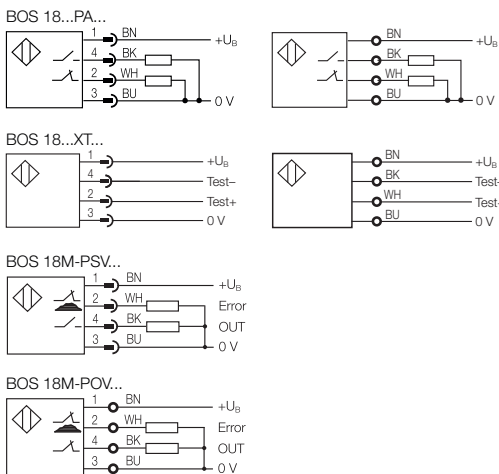 BOS 18...PA...
1 BN +UB
4 BK
2 WH
3 BU 0 V
BN +UB
BK
WH
BU 0 V
BOS 18...XT...
1 +UB
4 Test–
2 Test+
3 0 V
BN +UB
BK Test-
WH Test-
BU 0 V
BOS 18M-PSV...
1 BN +UB
2 WH Error
4 BK OUT
3 BU 0 V
BOS 18M-POV...
1 BN +UB
2 WH Error
4 BK OUT
3 BU 0 V